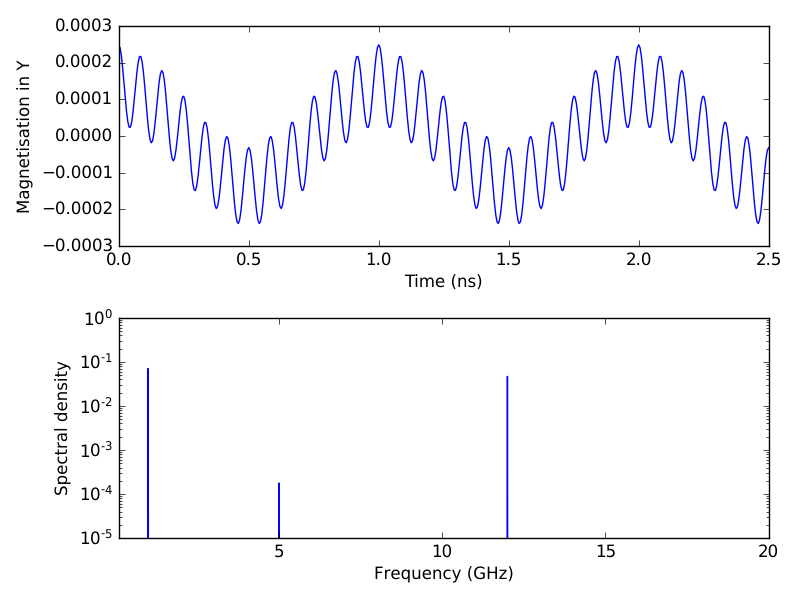 0.0003
0.0002
0.0001
0.0000
−0.0001
−0.0002
−0.0003
Magnetisation in Y
0.0 0.5 1.0 1.5 2.0 2.5
Time (ns)
10^0
10^-1
10^-2
10^-3
10^-4
10^-5
Spectral density
5 10 15 20
Frequency (GHz)